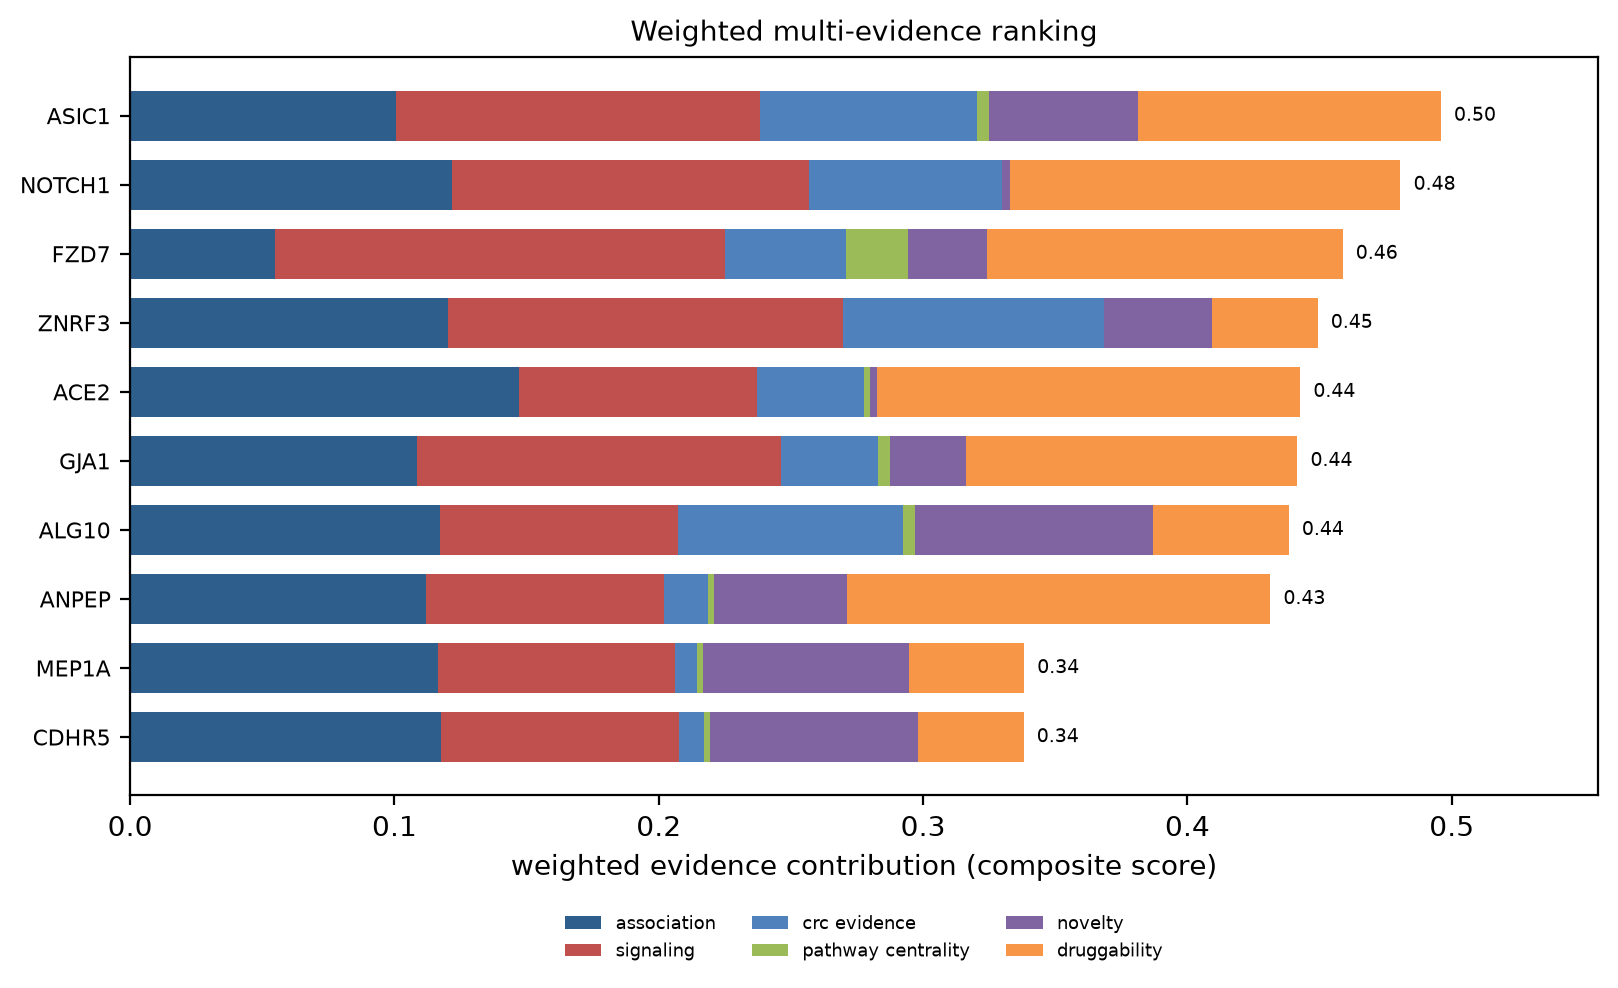 Weighted multi-evidence ranking
ASIC1 0.50
NOTCH1 0.48
FZD7 0.46
ZNRF3 0.45
ACE2 0.44
GJA1 0.44
ALG10 0.44
ANPEP 0.43
MEP1A 0.34
CDHR5 0.34
0.0 0.1 0.2 0.3 0.4 0.5
weighted evidence contribution (composite score)
association crc evidence novelty
signaling pathway centrality druggability